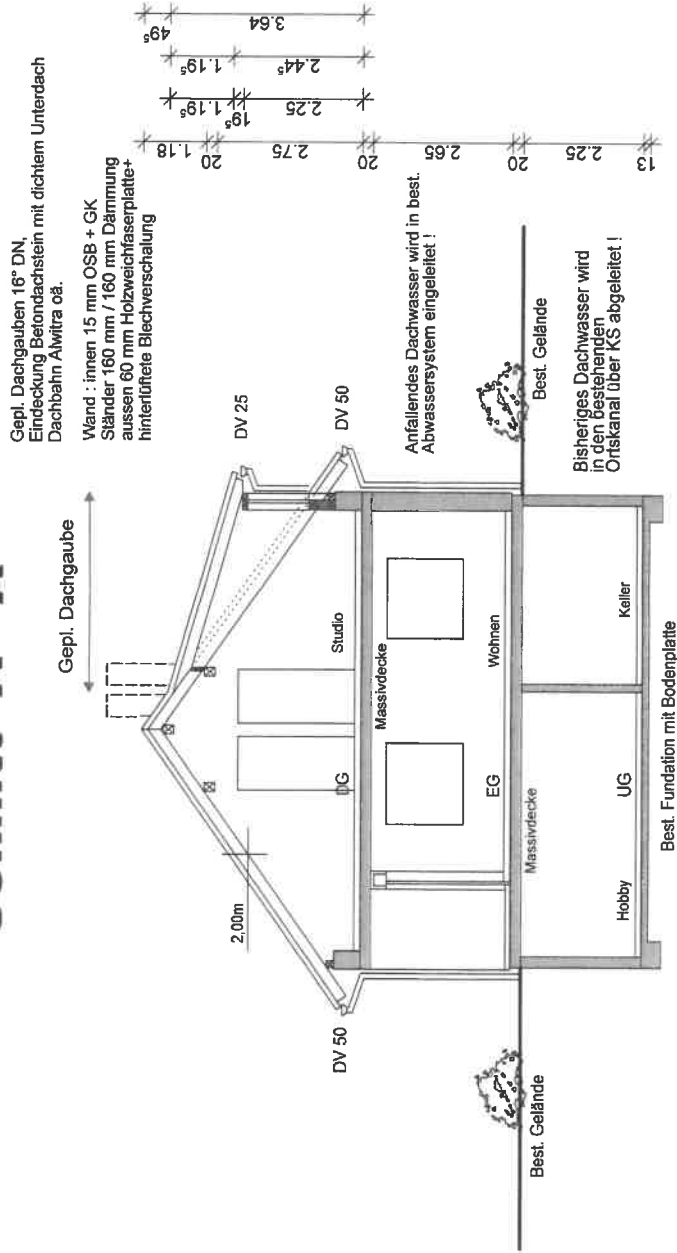 Gepl. Dachgauben 16° DN,
Eindeckung Betondachstein mit dichtem Unterdach
Dachbahn Alwitra oä.
Wand : innen 15 mm OSB + GK
Ständer 160 mm / 160 mm Dämmung
aussen 60 mm Holzweichfaserplatte+
hinterlüftete Blechverschalung
Gepl. Dachgaube
DV 25
DV 50
2,00m
DV 50
DG
Studio
Massivdecke
Anfallendes Dachwasser wird in best.
Abwassersystem eingeleitet !
EG
Wohnen
Best. Gelände
Best. Gelände
Massivdecke
Hobby
UG
Keller
Bisheriges Dachwasser wird
in den bestehenden
Ortskanal über KS abgeleitet !
Best. Fundation mit Bodenplatte
49⁵
3.64
1.19⁵
2.44⁵
1.19⁵
19⁵
2.25
1.18
20
2.75
20
2.65
20
2.25
13